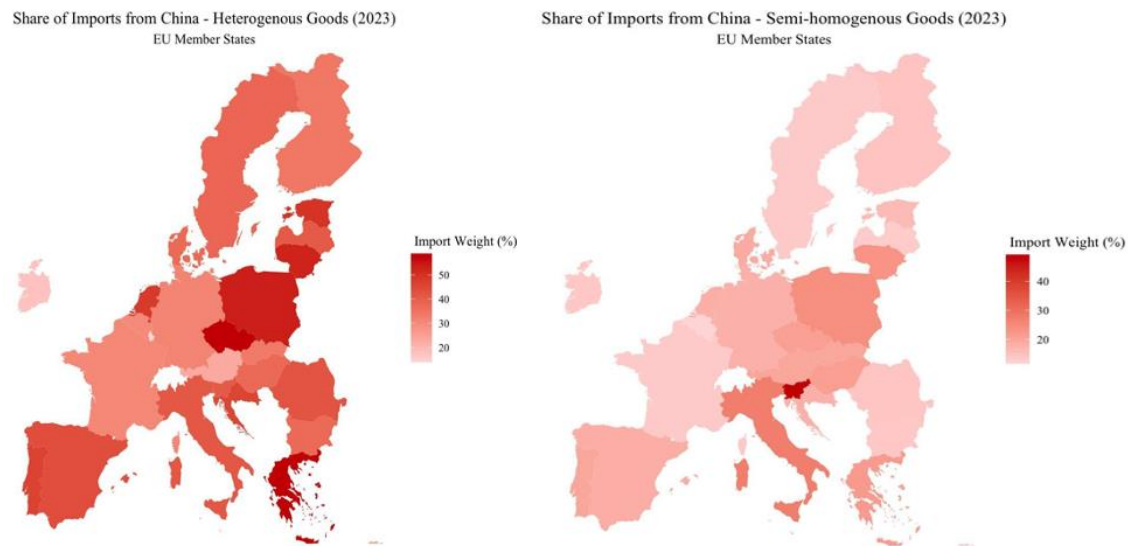 Share of Imports from China - Heterogenous Goods (2023)
EU Member States
Import Weight (%)
50
40
30
20
Share of Imports from China - Semi-homogenous Goods (2023)
EU Member States
Import Weight (%)
40
30
20